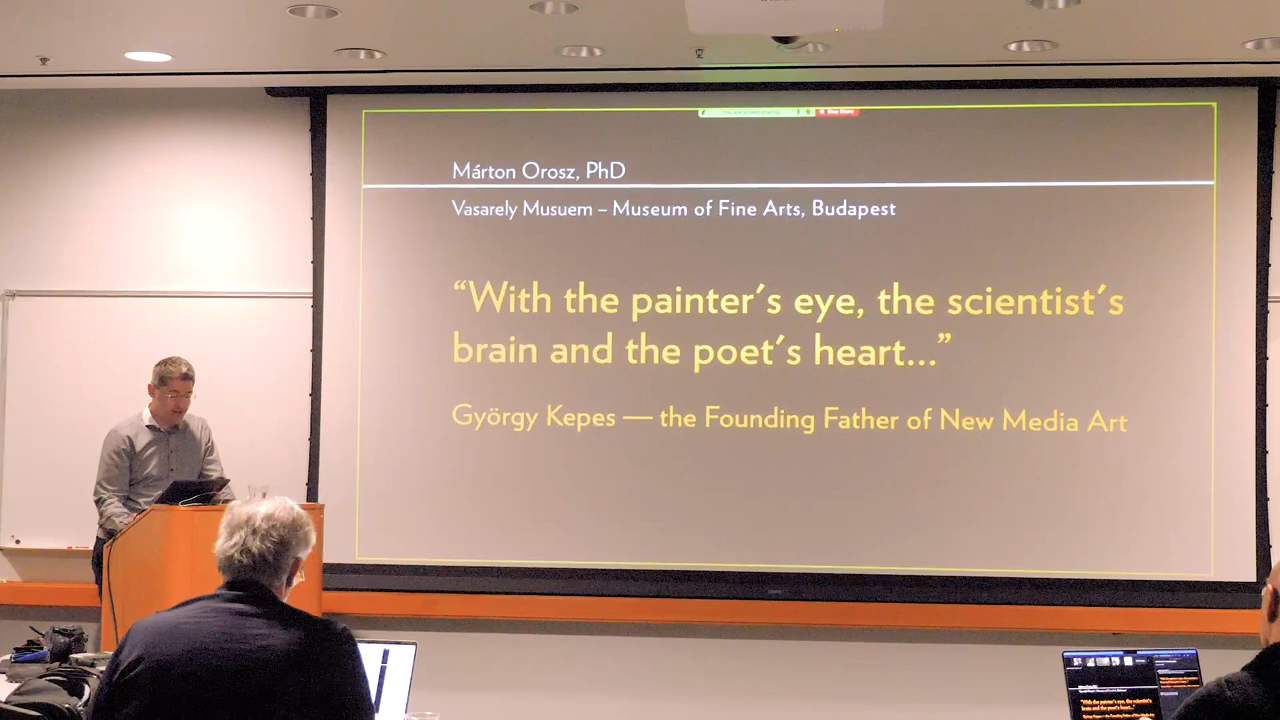 Márton Orosz, PhD
Vasarely Musuem – Museum of Fine Arts, Budapest
“With the painter's eye, the scientist's
brain and the poet's heart...”
György Kepes — the Founding Father of New Media Art